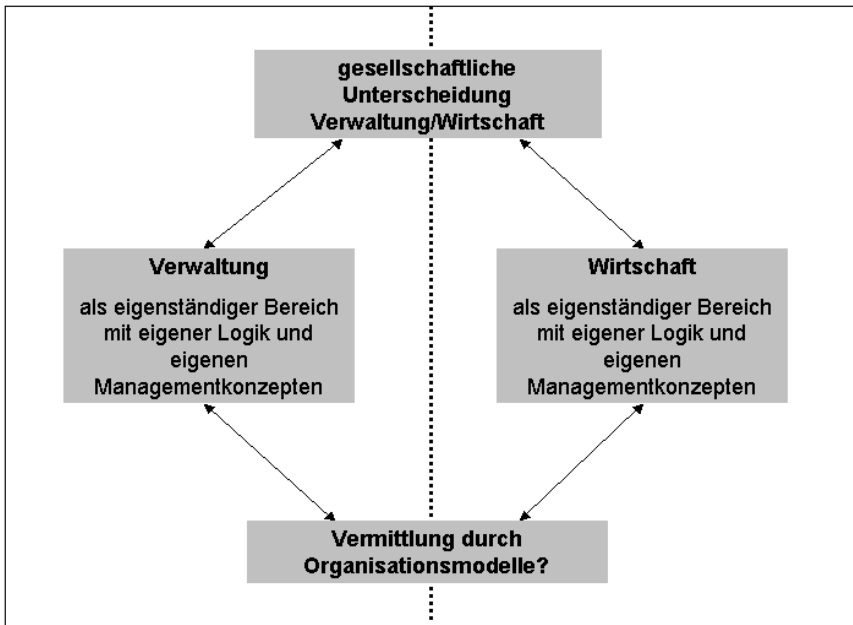 gesellschaftliche
Unterscheidung
Verwaltung/Wirtschaft
Verwaltung
als eigenständiger Bereich
mit eigener Logik und
eigenen
Managementkonzepten
Wirtschaft
als eigenständiger Bereich
mit eigener Logik und
eigenen
Managementkonzepten
Vermittlung durch
Organisationsmodelle?